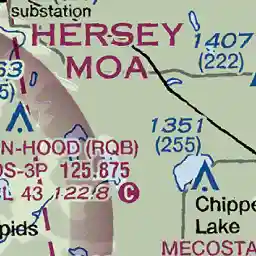 substation
HERSEY
MOA
1407
(222)
1351
(255)
N-HOOD (RQB)
OS-3P 125.875
L 43 122.8 C
Chippe
Lake
pids
MECOSTA